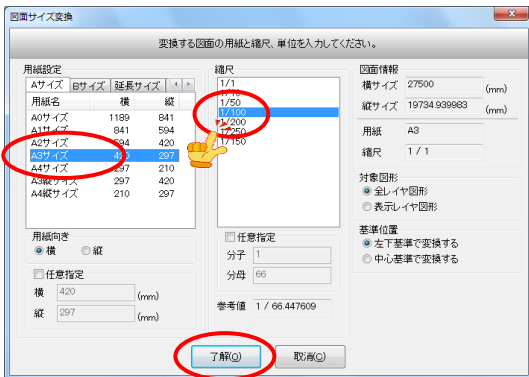 図面サイズ変換
変換する図面の用紙と縮尺、単位を入力してください。
用紙設定
Aサイズ Bサイズ 延長サイズ
用紙名 横 縦
A0サイズ 1189 841
A1サイズ 841 594
A2サイズ 594 420
A3サイズ 420 297
A4サイズ 297 210
A3縦サイズ 297 420
A4縦サイズ 210 297
用紙向き
横 縦
任意指定
横 420 (mm)
縦 297 (mm)
縮尺
1/1
1/10
1/50
1/100
1/200
1/250
1/150
任意指定
分子 1
分母 66
参考値 1 / 66.447609
図面情報
横サイズ 27500 (mm)
縦サイズ 19734.939983 (mm)
用紙 A3
縮尺 1 / 1
対象図形
全レイヤ図形
表示レイヤ図形
基準位置
左下基準で変換する
中心基準で変換する
了解(O) 取消(C)